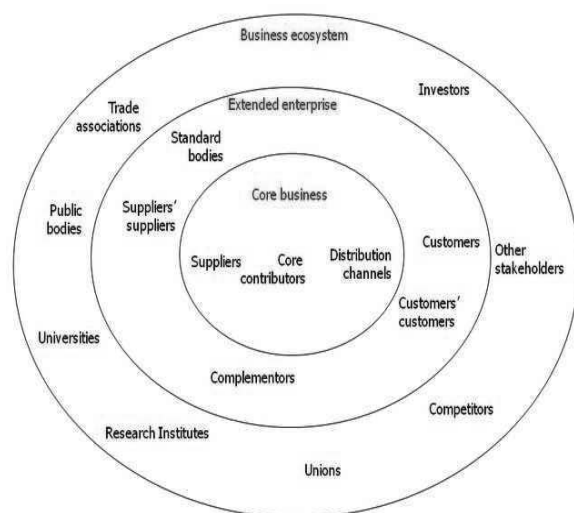 Business ecosystem
Investors
Extended enterprise
Trade
associations
Standard
bodies
Core business
Suppliers'
suppliers
Public
bodies
Customers
Other
stakeholders
Suppliers
Core
contributors
Distribution
channels
Customers'
customers
Universities
Complementors
Competitors
Research Institutes
Unions